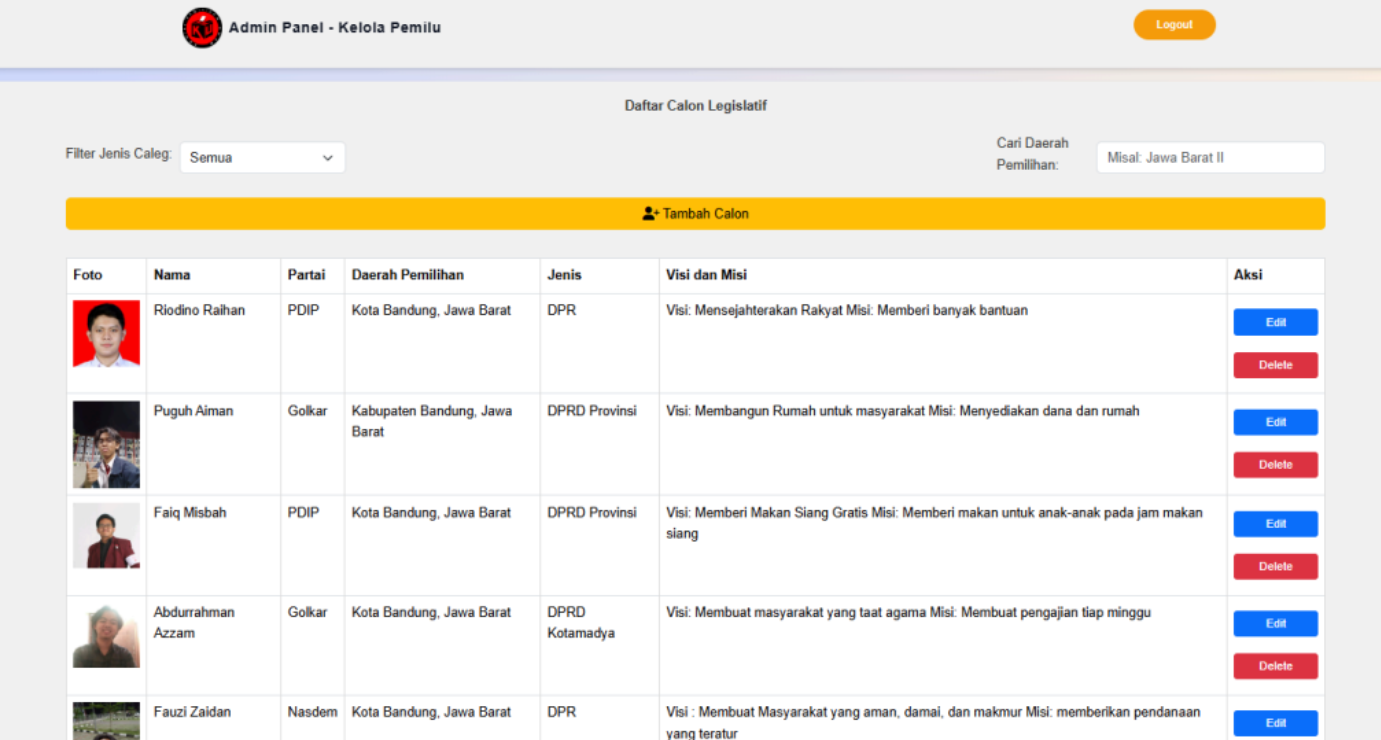 KU
Admin Panel - Kelola Pemilu
Logout
Daftar Calon Legislatif
Filter Jenis Caleg:
Semua
Cari Daerah
Pemilihan:
Misal: Jawa Barat II
Tambah Calon
Foto Nama Partai Daerah Pemilihan Jenis Visi dan Misi Aksi
Riodino Raihan PDIP Kota Bandung, Jawa Barat DPR Visi: Mensejahterakan Rakyat Misi: Memberi banyak bantuan
Edit
Delete
Puguh Aiman Golkar Kabupaten Bandung, Jawa DPRD Provinsi Visi: Membangun Rumah untuk masyarakat Misi: Menyediakan dana dan rumah
Barat
Edit
Delete
Faiq Misbah PDIP Kota Bandung, Jawa Barat DPRD Provinsi Visi: Memberi Makan Siang Gratis Misi: Memberi makan untuk anak-anak pada jam makan
siang
Edit
Delete
Abdurrahman Golkar Kota Bandung, Jawa Barat DPRD Visi: Membuat masyarakat yang taat agama Misi: Membuat pengajian tiap minggu
Azzam Kotamadya
Edit
Delete
Fauzi Zaidan Nasdem Kota Bandung, Jawa Barat DPR Visi : Membuat Masyarakat yang aman, damai, dan makmur Misi: memberikan pendanaan
yang teratur
Edit